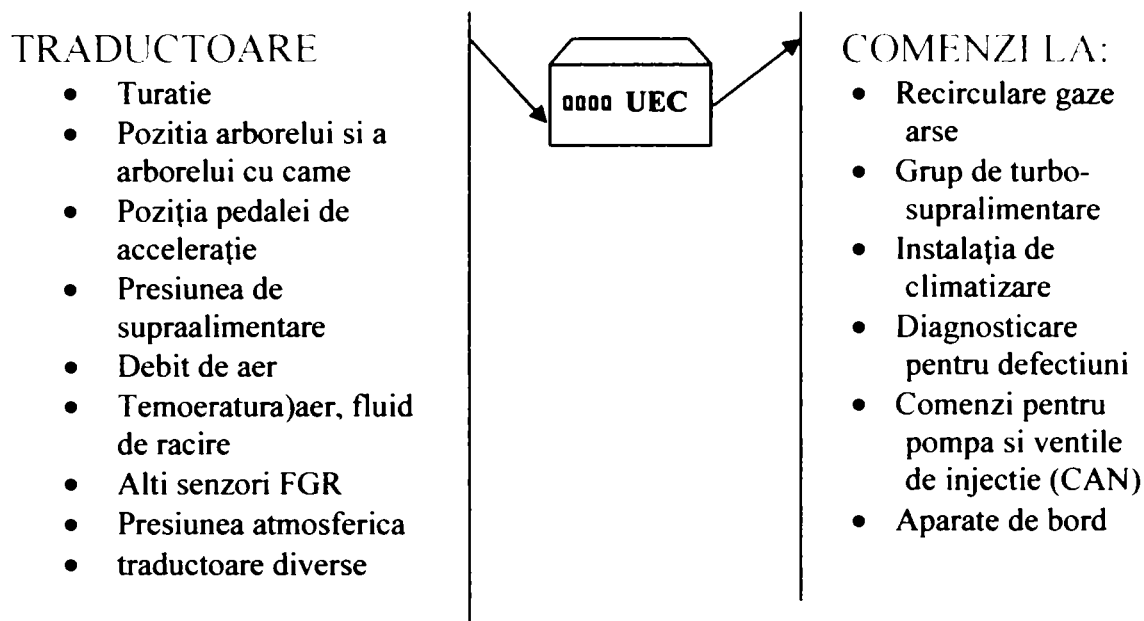 TRADUCTOARE
• Turatie
• Pozitia arborelui si a
arborelui cu came
• Poziţia pedalei de
acceleraţie
• Presiunea de
supraalimentare
• Debit de aer
• Temoeratura)aer, fluid
de racire
• Alti senzori FGR
• Presiunea atmosferica
• traductoare diverse
UEC
COMENZI LA:
• Recirculare gaze
arse
• Grup de turbo-
supralimentare
• Instalaţia de
climatizare
• Diagnosticare
pentru defectiuni
• Comenzi pentru
pompa si ventile
de injectie (CAN)
• Aparate de bord